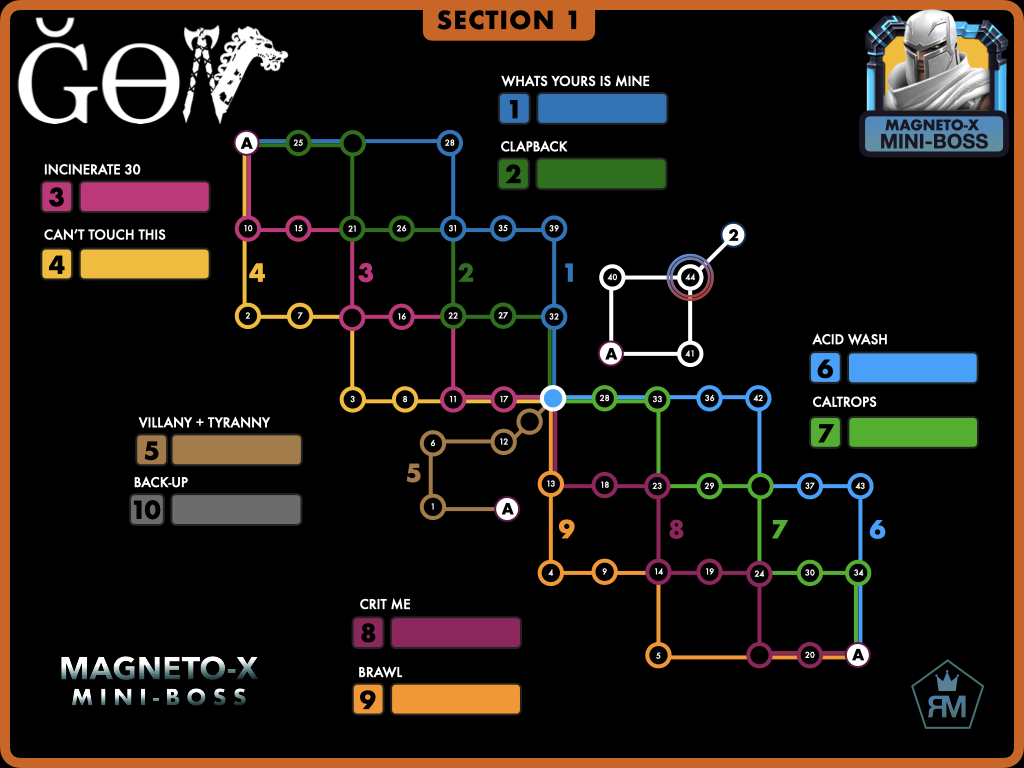 SECTION 1
ĞOW
MAGNETO-X
MINI-BOSS
WHATS YOURS IS MINE
1
CLAPBACK
2
INCINERATE 30
3
CAN'T TOUCH THIS
4
A 25 28
10 15 21 26 31 35 39
4 3 2 1
2 7 16 22 27 32
3 8 11 17 28 33 36 42
2
40 44
A 41
ACID WASH
6
CALTROPS
7
VILLANY + TYRANNY
5
BACK-UP
10
6 12
5
1 A
13 18 23 29 37 43
9 8 7 6
4 9 14 19 24 30 34
5 20 A
CRIT ME
8
BRAWL
9
MAGNETO-X
MINI-BOSS
RM